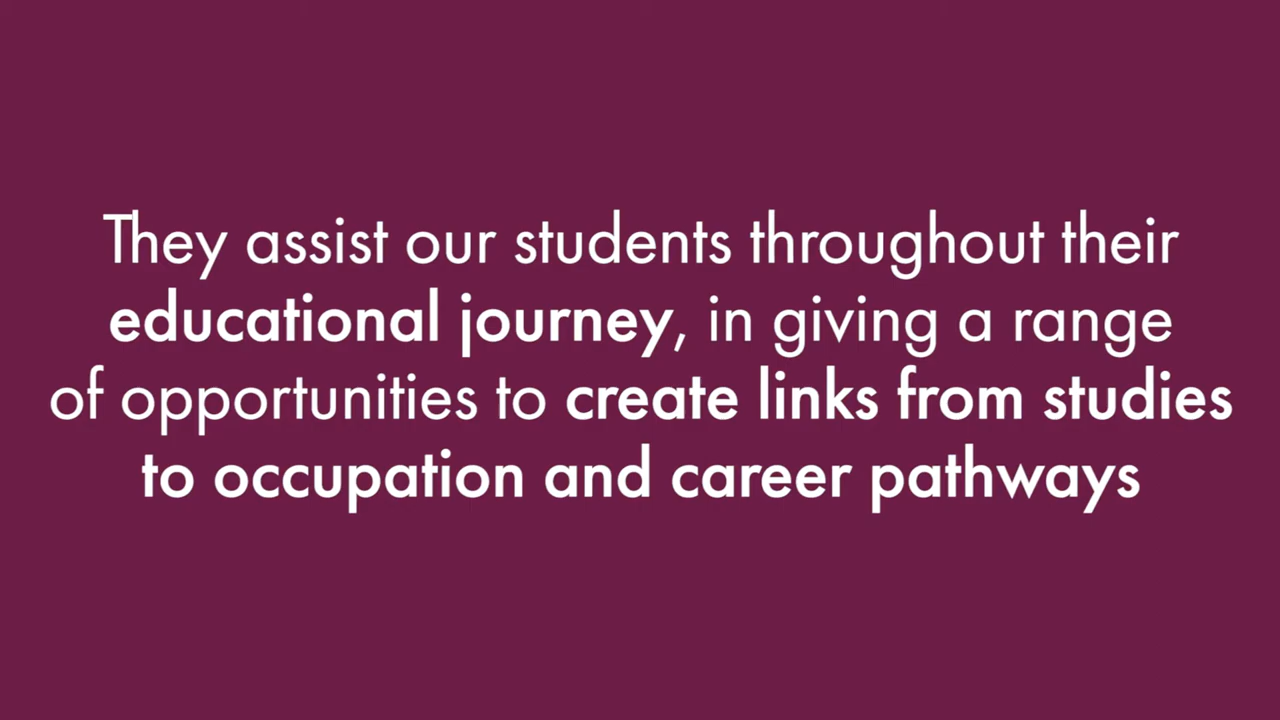 They assist our students throughout their
educational journey, in giving a range
of opportunities to create links from studies
to occupation and career pathways